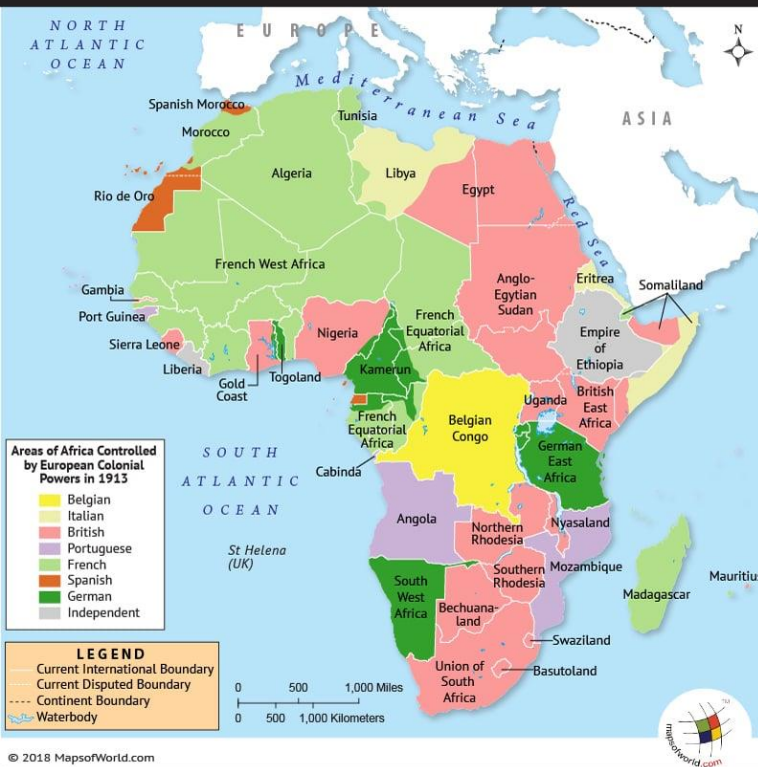 NORTH
ATLANTIC
OCEAN
EUROPE
N
Mediterranean Sea
ASIA
Spanish Morocco
Morocco
Tunisia
Algeria
Libya
Egypt
Rio de Oro
Red Sea
French West Africa
Anglo-
Egytian
Sudan
Eritrea
Somaliland
Gambia
Port Guinea
Sierra Leone
Liberia
Gold
Coast
Togoland
Nigeria
French
Equatorial
Africa
Kamerun
Empire
of
Ethiopia
Uganda
British
East
Africa
French
Equatorial
Africa
Belgian
Congo
German
East
Africa
Cabinda
SOUTH
ATLANTIC
OCEAN
St Helena
(UK)
Angola
Northern
Rhodesia
Nyasaland
Mozambique
Southern
Rhodesia
Madagascar
Mauritiu
South
West
Africa
Bechuana-
land
Swaziland
Basutoland
Union of
South
Africa
Areas of Africa Controlled
by European Colonial
Powers in 1913
Belgian
Italian
British
Portuguese
French
Spanish
German
Independent
LEGEND
Current International Boundary
Current Disputed Boundary
Continent Boundary
Waterbody
0 500 1,000 Miles
0 500 1,000 Kilometers
mapsofworld.com
TM
© 2018 MapsofWorld.com